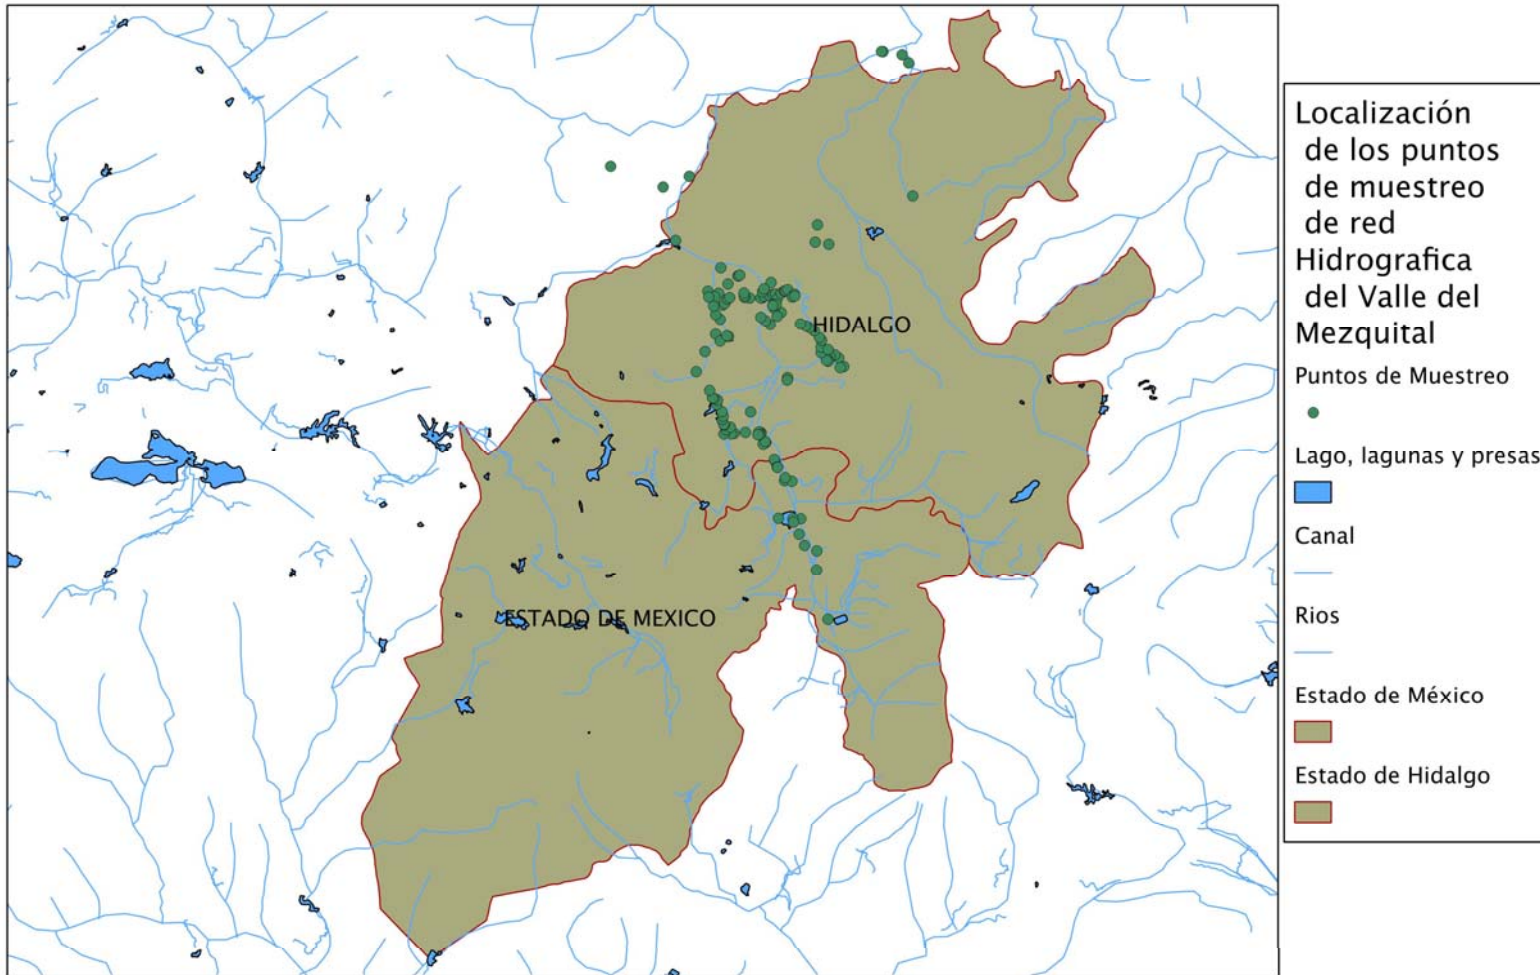 HIDALGO
ESTADO DE MEXICO
Localización
de los puntos
de muestreo
de red
Hidrografica
del Valle del
Mezquital
Puntos de Muestreo
Lago, lagunas y presas
Canal
Rios
Estado de México
Estado de Hidalgo